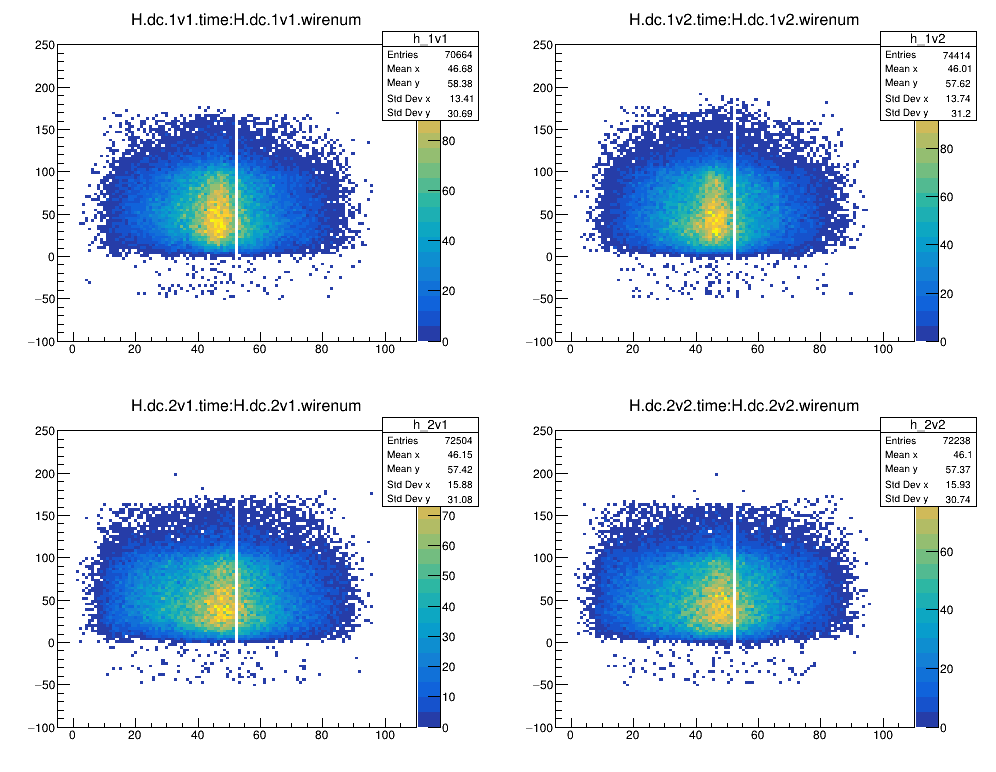 H.dc.1v1.time:H.dc.1v1.wirenum
h_1v1
Entries 70664
Mean x 46.68
Mean y 58.38
Std Dev x 13.41
Std Dev y 30.69
250
200
150
100
50
0
−50
−100
0 20 40 60 80 100
80
60
40
20
0
H.dc.1v2.time:H.dc.1v2.wirenum
h_1v2
Entries 74414
Mean x 46.01
Mean y 57.62
Std Dev x 13.74
Std Dev y 31.2
250
200
150
100
50
0
−50
−100
0 20 40 60 80 100
80
60
40
20
0
H.dc.2v1.time:H.dc.2v1.wirenum
h_2v1
Entries 72504
Mean x 46.15
Mean y 57.42
Std Dev x 15.88
Std Dev y 31.08
250
200
150
100
50
0
−50
−100
0 20 40 60 80 100
70
60
50
40
30
20
10
0
H.dc.2v2.time:H.dc.2v2.wirenum
h_2v2
Entries 72238
Mean x 46.1
Mean y 57.37
Std Dev x 15.93
Std Dev y 30.74
250
200
150
100
50
0
−50
−100
0 20 40 60 80 100
60
40
20
0